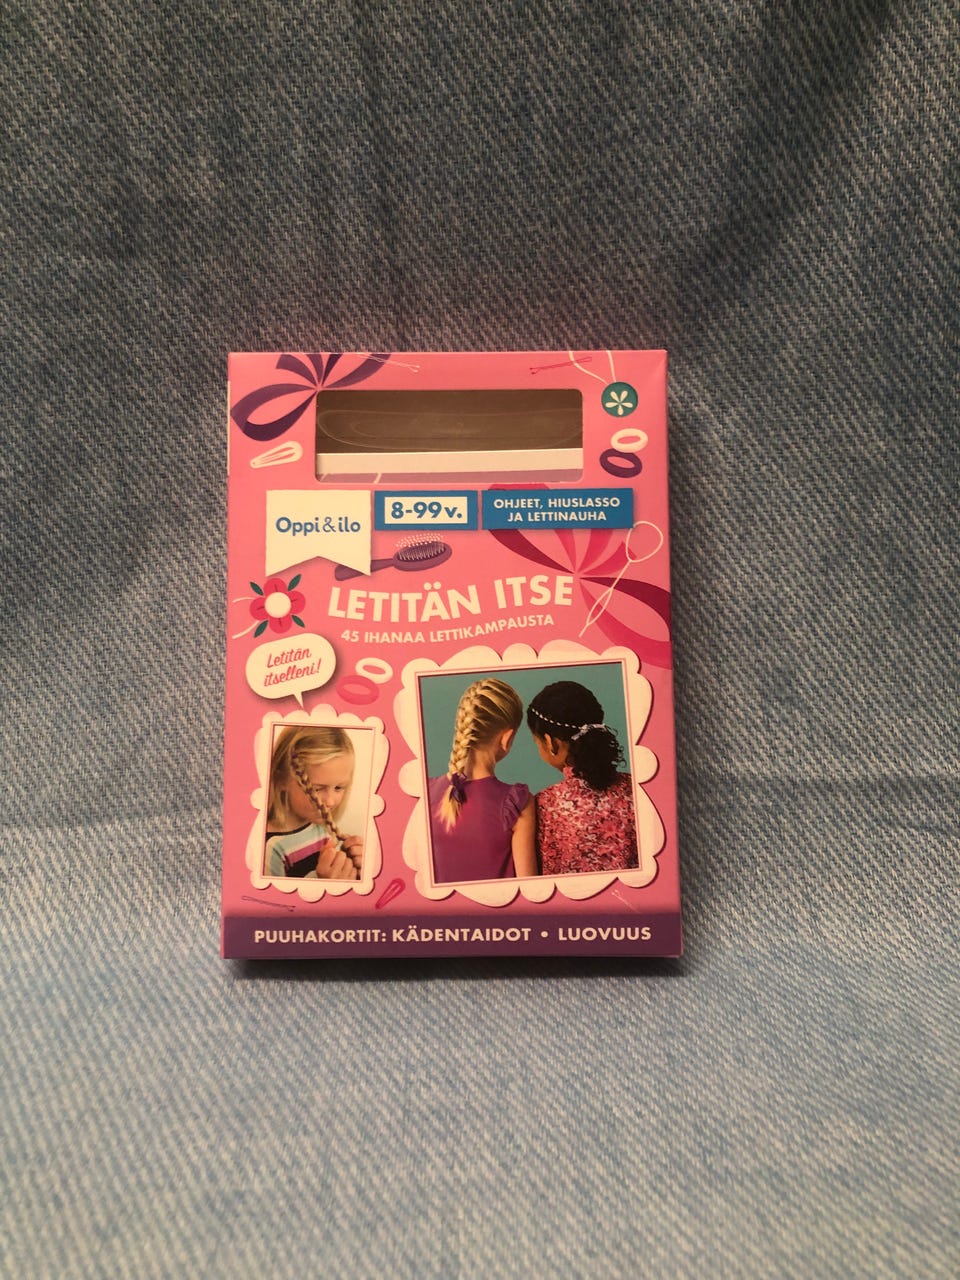 Oppi&ilo
8-99 v.
OHJEET, HIUSLASSO
JA LETTINAUHA
LETITÄN ITSE
45 IHANAA LETTIKAMPAUSTA
Letitän
itselleni!
PUUHAKORTIT: KÄDENTAIDOT • LUOVUUS